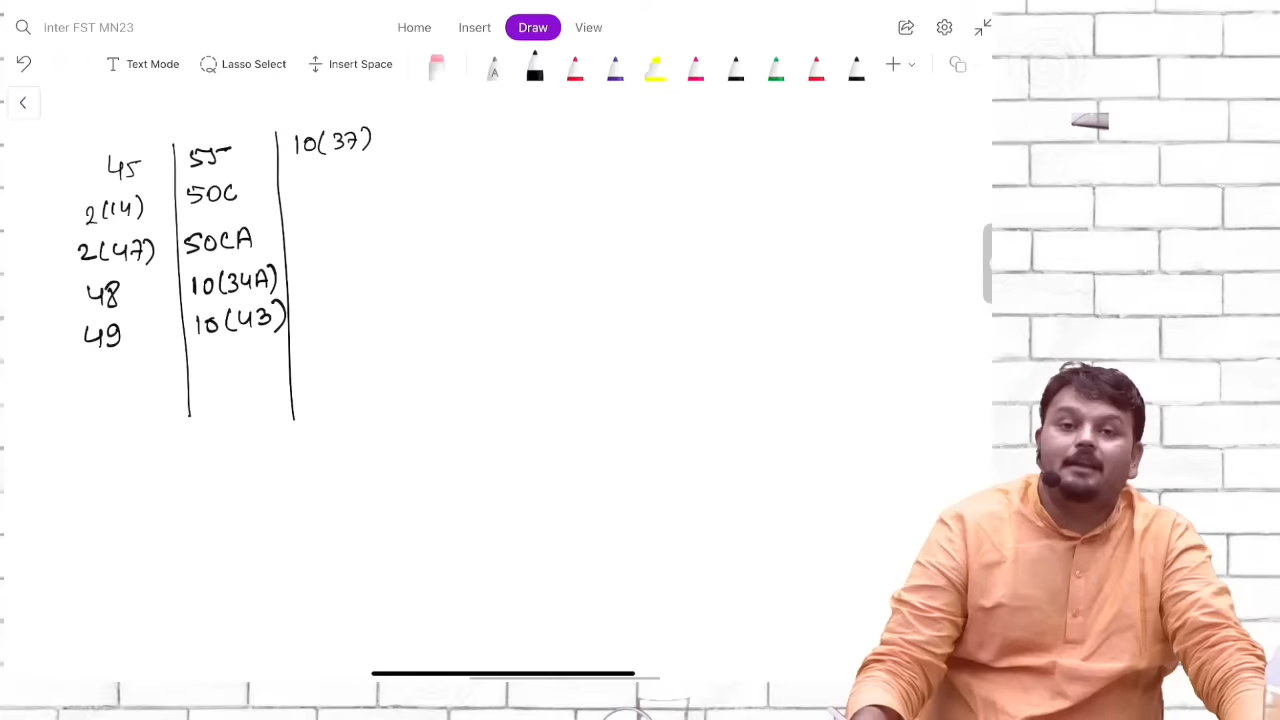 Inter FST MN23
Home Insert Draw View
Text Mode Lasso Select Insert Space
45
2(14)
2(47)
48
49
55
50C
50CA
10(34A)
10(43)
10(37)